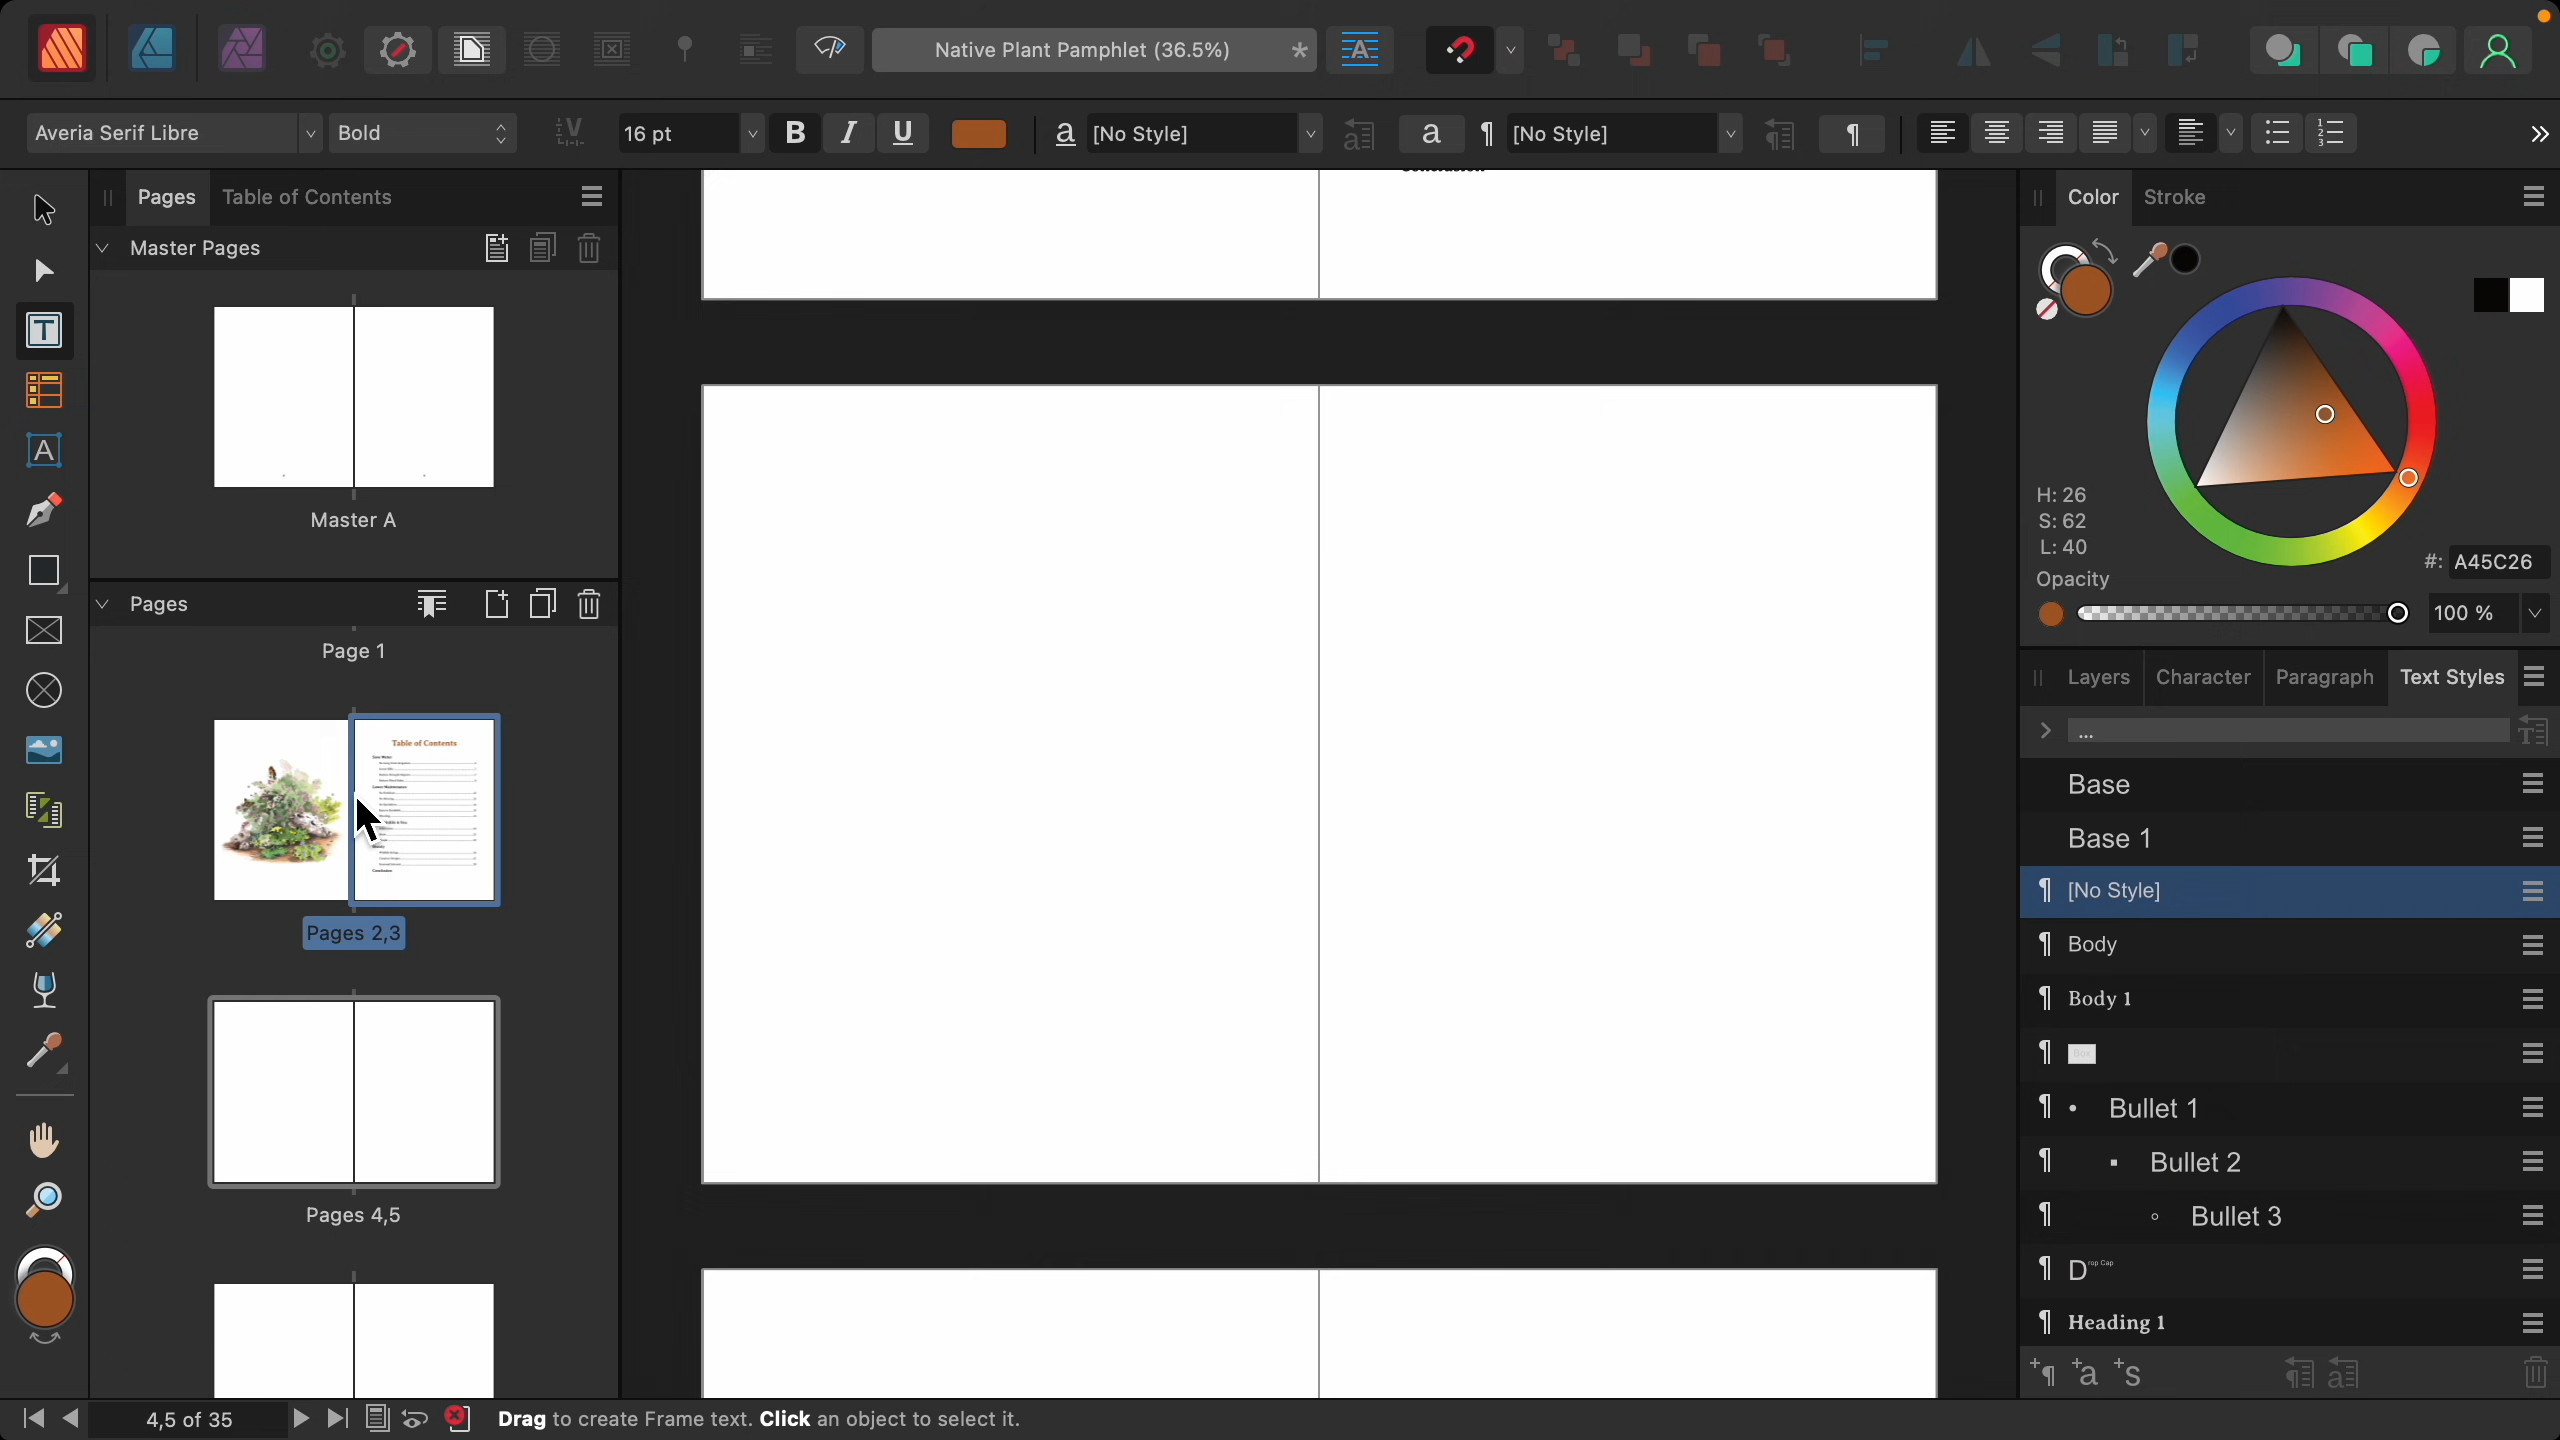 Native Plant Pamphlet (36.5%) *
Averia Serif Libre
Bold
16 pt
B I U
a [No Style]
a
¶ [No Style]
¶
Pages
Table of Contents
Master Pages
Master A
Pages
Page 1
Table of Contents
Pages 2,3
Pages 4,5
Color
Stroke
H: 26
S: 62
L: 40
#: A45C26
Opacity
100 %
Layers
Character
Paragraph
Text Styles
...
Base
Base 1
¶ [No Style]
¶ Body
¶ Body 1
¶ Box
¶ • Bullet 1
¶ ▪ Bullet 2
¶ ◦ Bullet 3
¶ Drop Cap
¶ Heading 1
4,5 of 35
Drag to create Frame text. Click an object to select it.